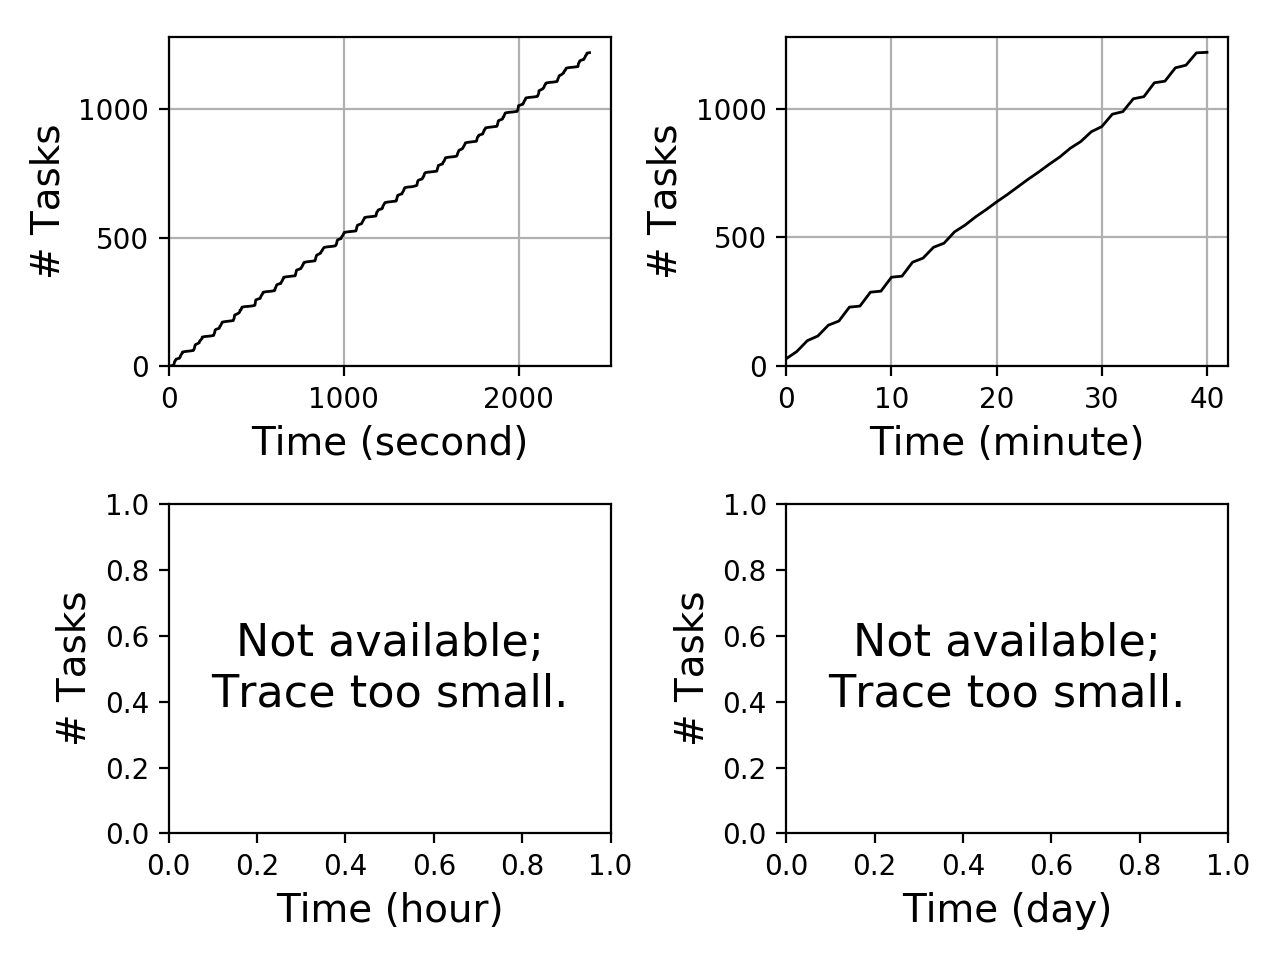 1000
500
0
# Tasks
0 1000 2000
Time (second)
1000
500
0
# Tasks
0 10 20 30 40
Time (minute)
1.0
0.8
0.6
0.4
0.2
0.0
# Tasks
Not available;
Trace too small.
0.0 0.2 0.4 0.6 0.8 1.0
Time (hour)
1.0
0.8
0.6
0.4
0.2
0.0
# Tasks
Not available;
Trace too small.
0.0 0.2 0.4 0.6 0.8 1.0
Time (day)